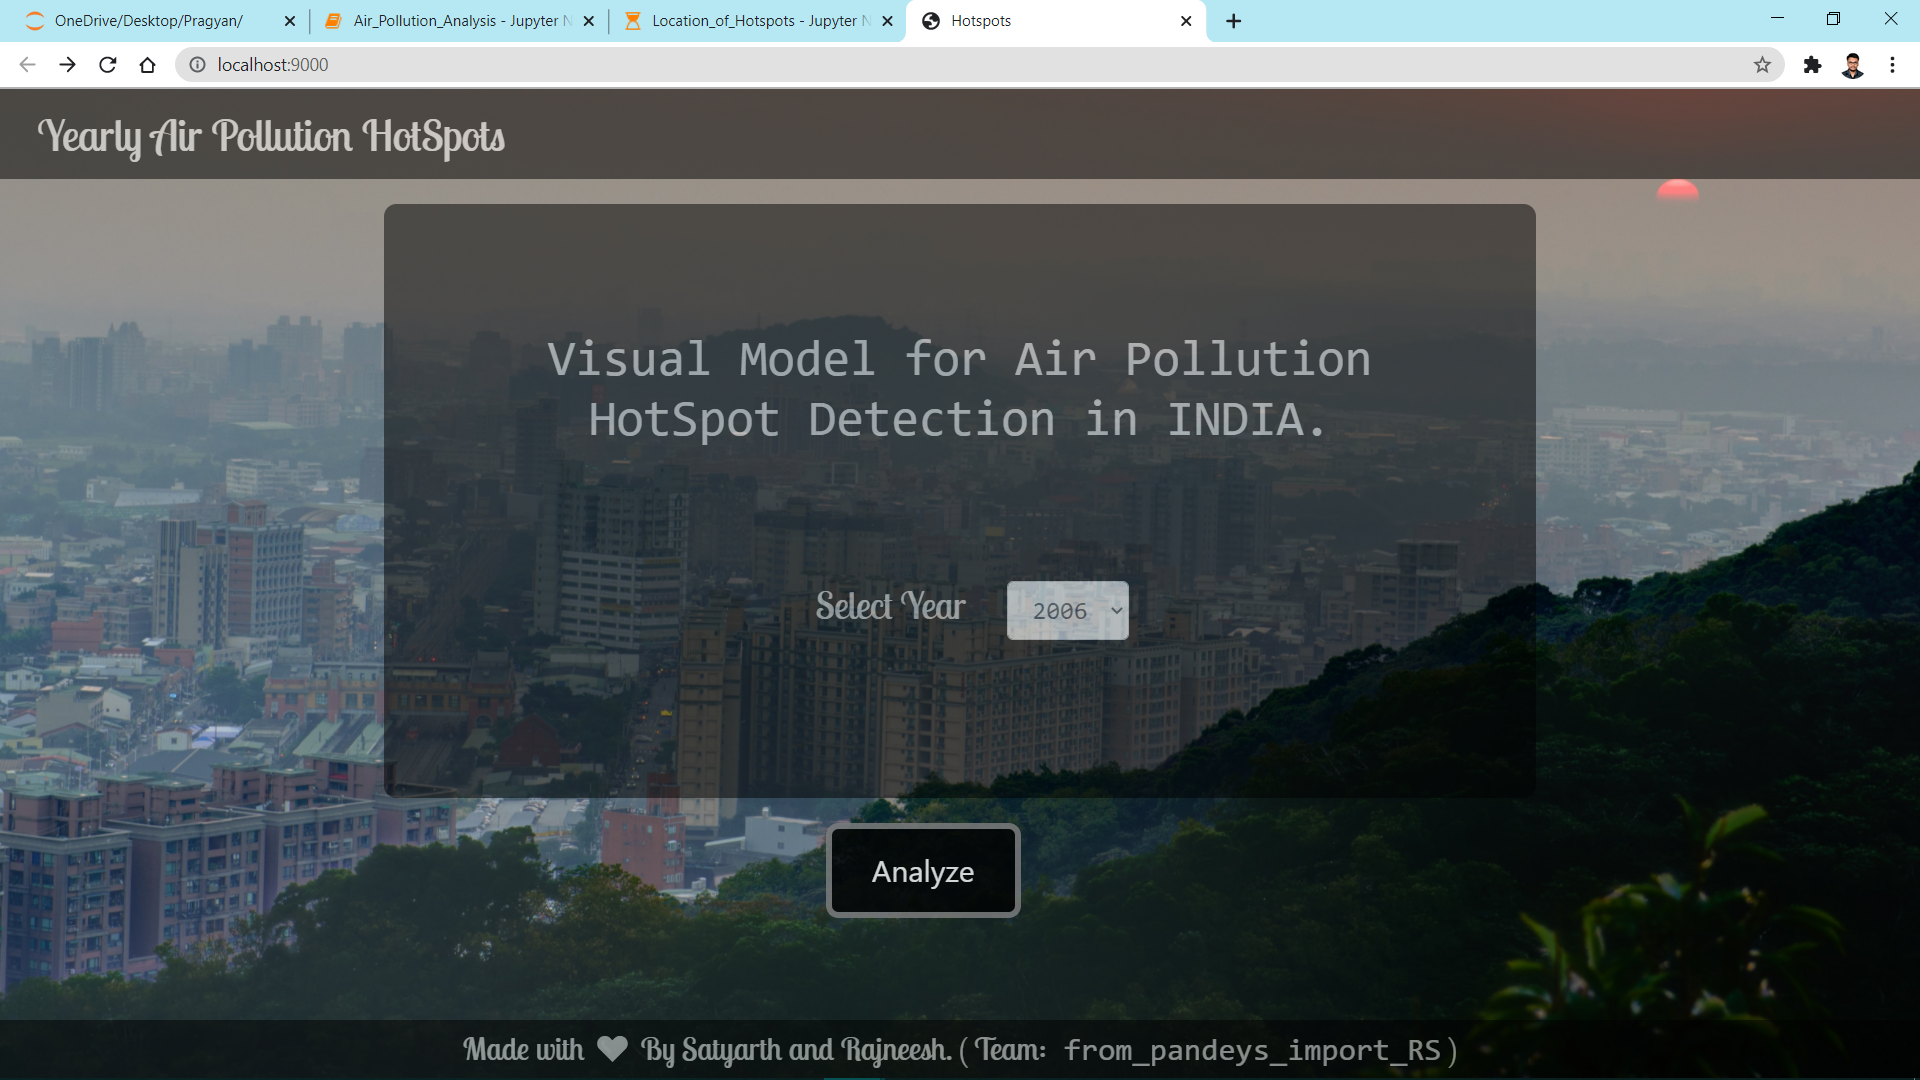 OneDrive/Desktop/Pragyan/
Air_Pollution_Analysis - Jupyter N
Location_of_Hotspots - Jupyter N
Hotspots
localhost:9000
Yearly Air Pollution HotSpots
Visual Model for Air Pollution
HotSpot Detection in INDIA.
Select Year
2006
Analyze
Made with ❤ By Satyarth and Rajneesh. ( Team: from_pandeys_import_RS )